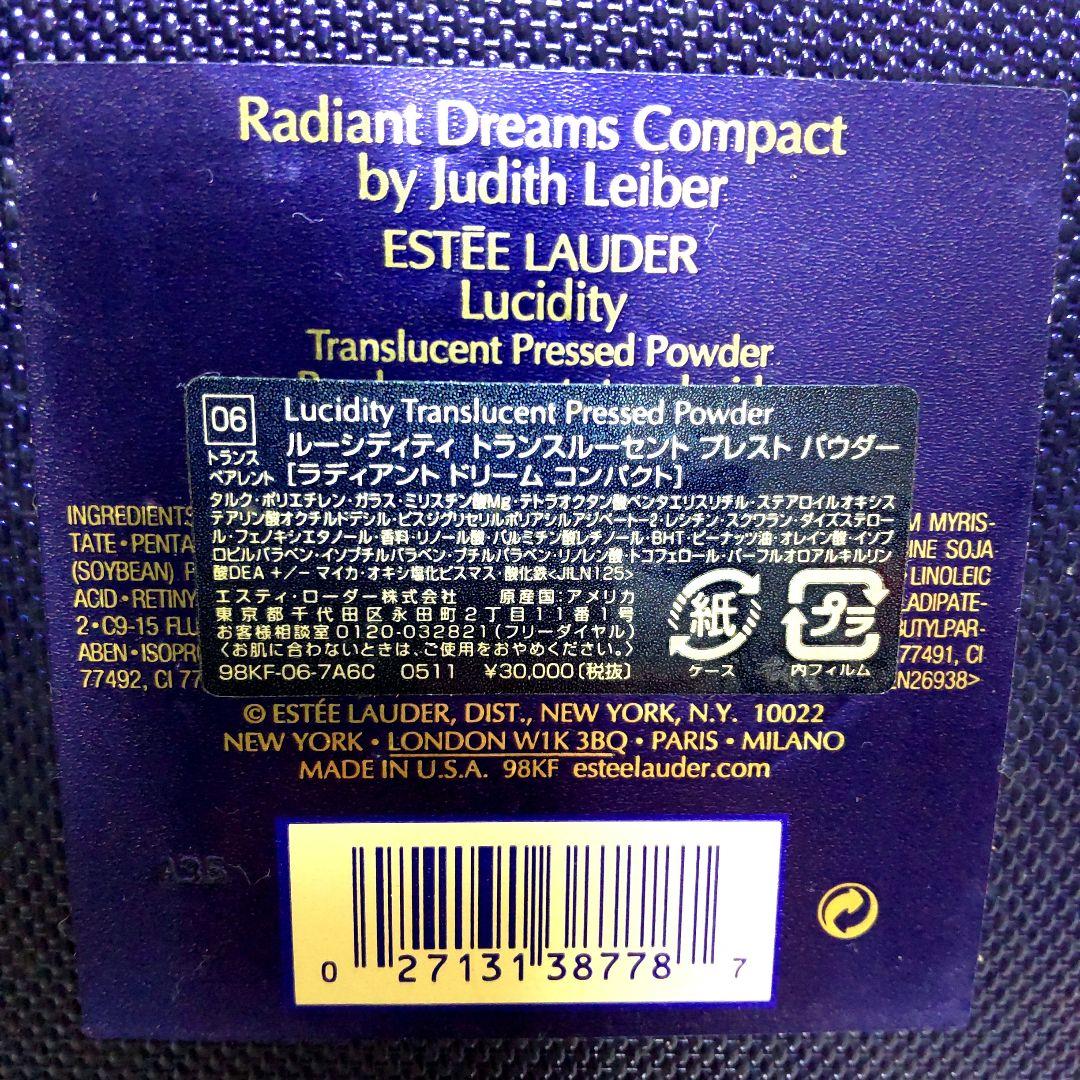 Radiant Dreams Compact
by Judith Leiber
ESTĒE LAUDER
Lucidity
Translucent Pressed Powder
06
トランス
ペアレント
Lucidity Translucent Pressed Powder
ルーシディティ トランスルーセント プレスト パウダー
[ラディアント ドリーム コンパクト]
タルク・ポリエチレン・ガラス・ミリスチン酸Mg・テトラオクタン酸ペンタエリスリチル・ステアロイルオキシス
テアリン酸オクチルドデシル・ビスジグリセリルポリアシルアジペート-2・レシチン・スクワラン・ダイズステロー
ル・フェノキシエタノール・香料・リノール酸・パルミチン酸レチノール・BHT・ピーナッツ油・オレイン酸・イソプ
ロピルパラベン・イソブチルパラベン・ブチルパラベン・リノレン酸・トコフェロール・パーフルオロアルキルリン
酸DEA +/− マイカ・オキシ塩化ビスマス・酸化鉄<JILN125>
エスティ・ローダー株式会社 原産国:アメリカ
東京都千代田区永田町2丁目11番1号
お客様相談室0120-032821(フリーダイヤル)
〈お肌に合わないときは、ご使用をおやめください。〉
98KF-06-7A6C 0511 ¥30,000[税抜]
紙
ケース
プラ
内フィルム
INGREDIENTS
TATE•PENTA
(SOYBEAN) P
ACID•RETINY
2•C9-15 FLU
ABEN•ISOPR
77492, CI 77
M MYRIS-
INE SOJA
•LINOLEIC
ADIPATE-
BUTYLPAR-
77491, CI
N26938>
© ESTÉE LAUDER, DIST., NEW YORK, N.Y. 10022
NEW YORK • LONDON W1K 3BQ • PARIS • MILANO
MADE IN U.S.A. 98KF esteelauder.com
0 27131 38778 7